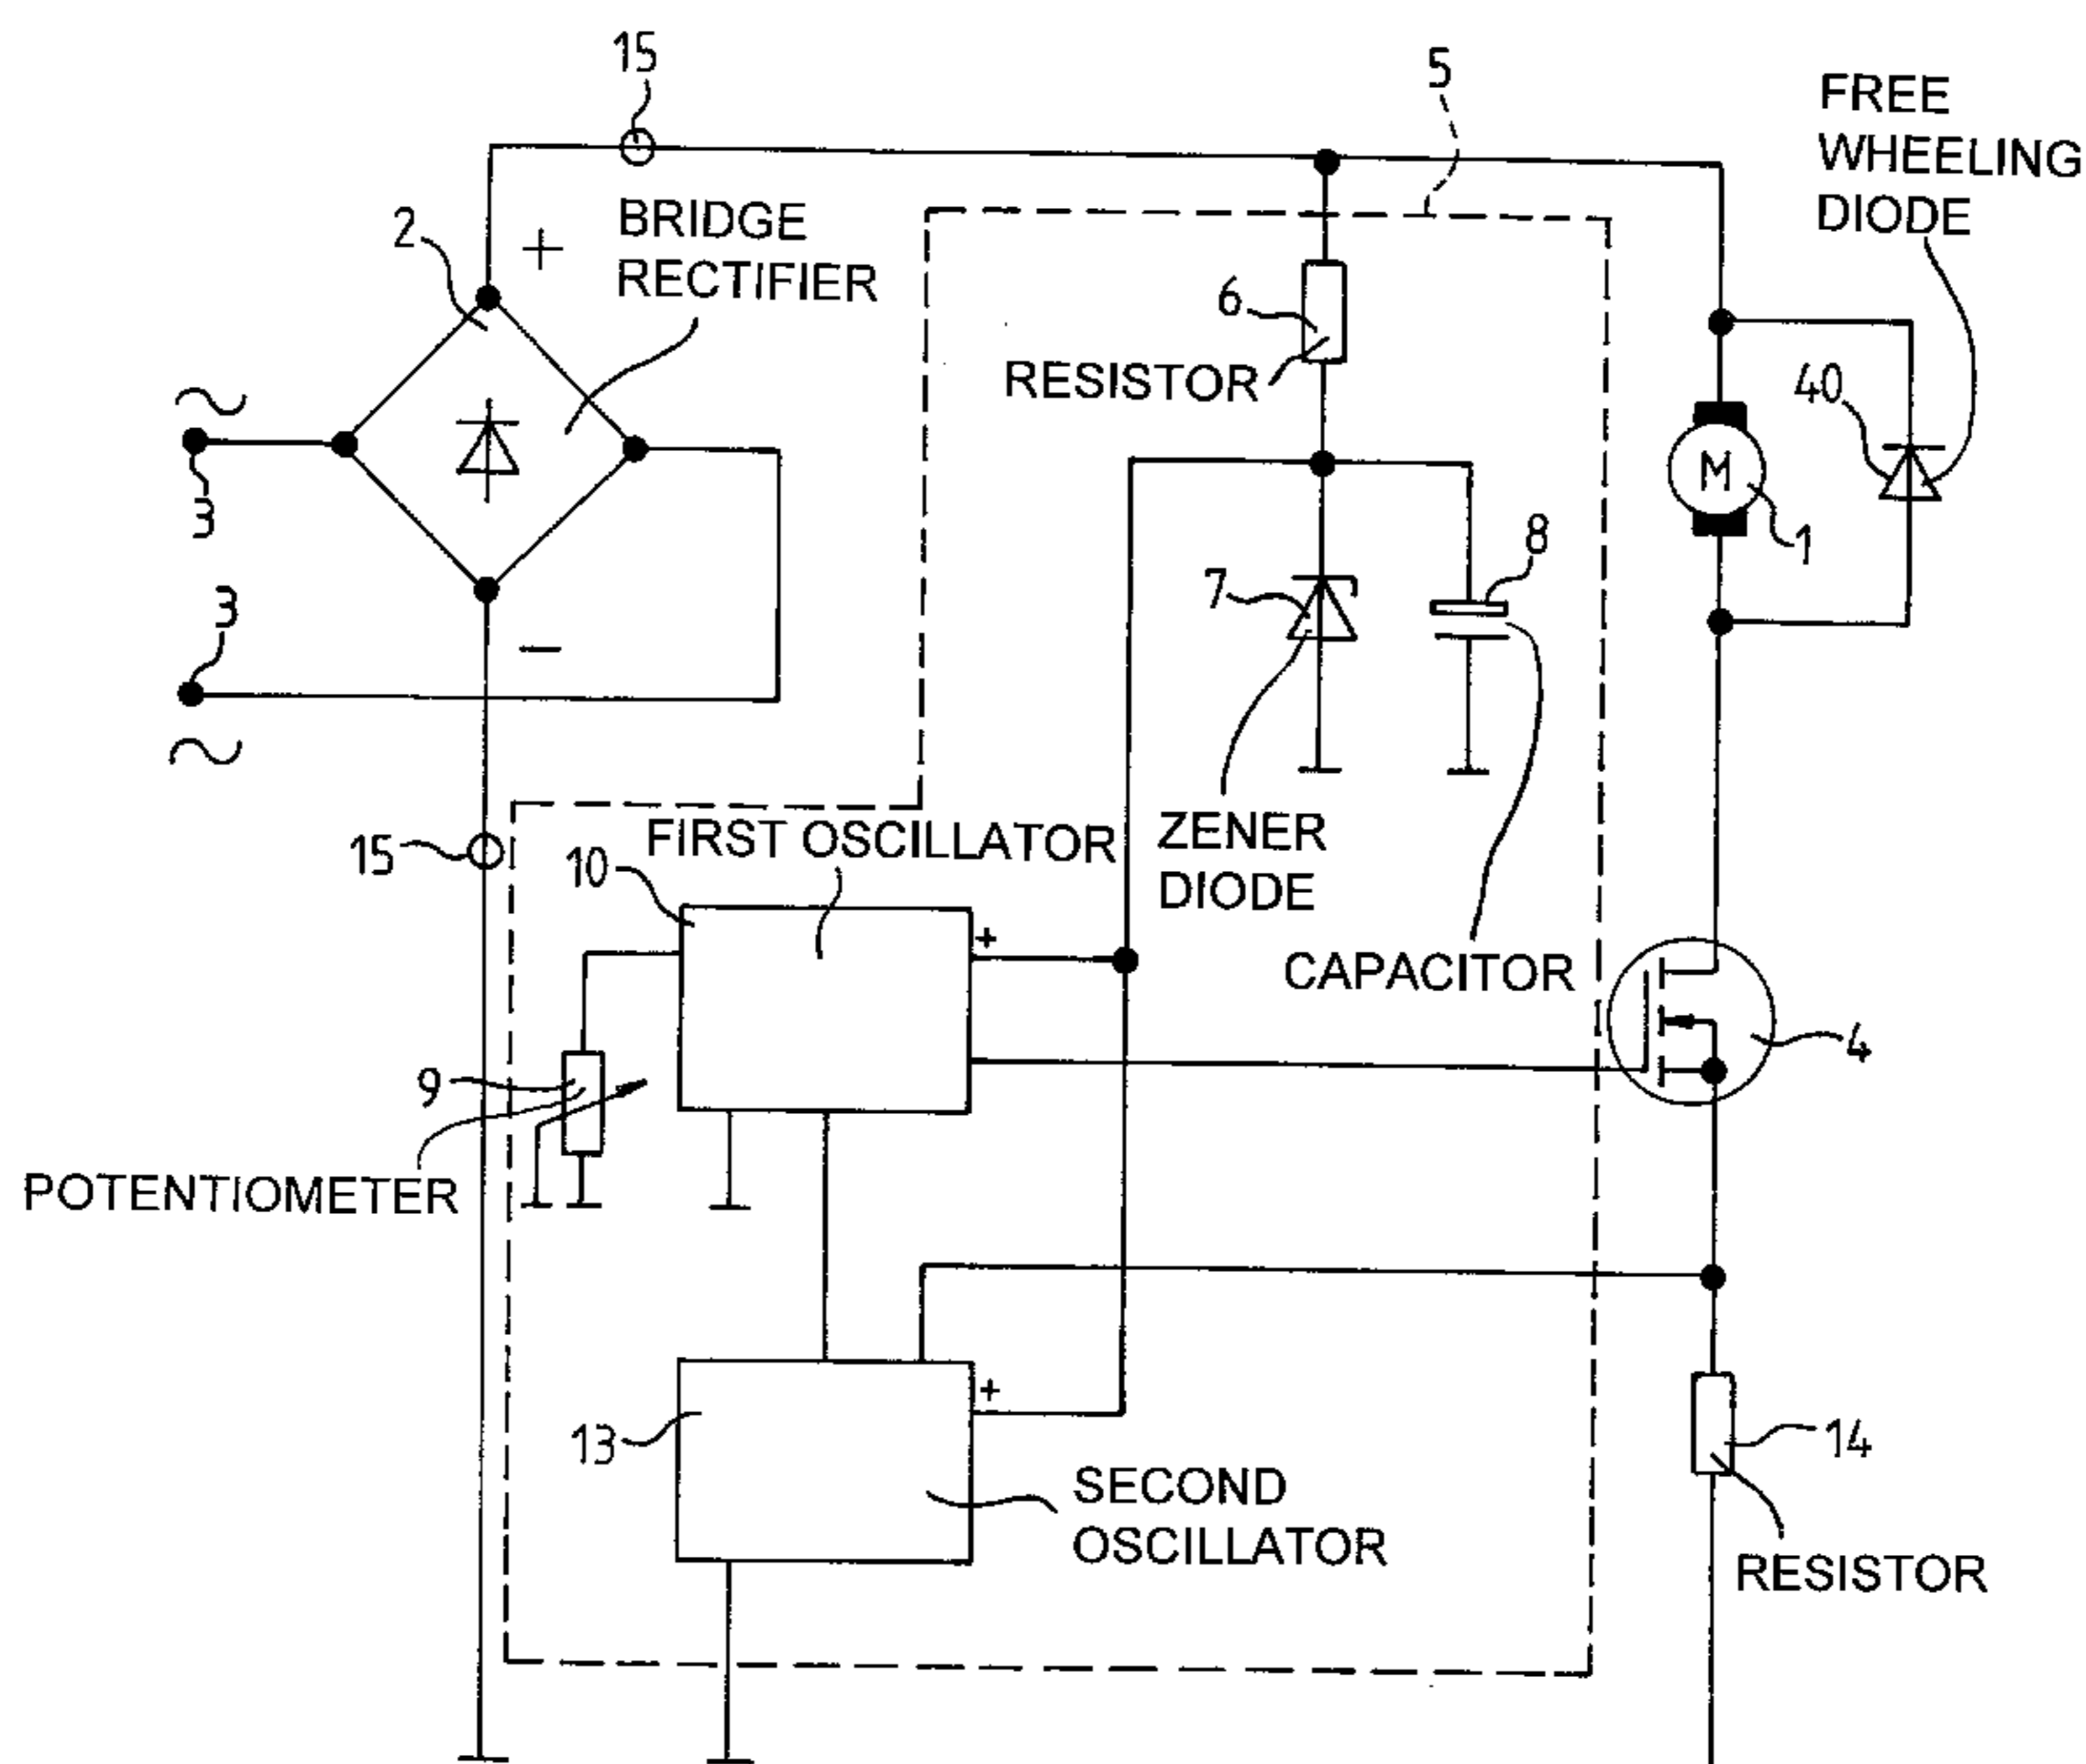 15
5
FREE
WHEELING
DIODE
2
+
BRIDGE
RECTIFIER
6
RESISTOR
40
~
3
M
1
8
7
3
−
~
15
FIRST OSCILLATOR
10
ZENER
DIODE
+
CAPACITOR
4
9
POTENTIOMETER
13
+
14
SECOND
OSCILLATOR
RESISTOR